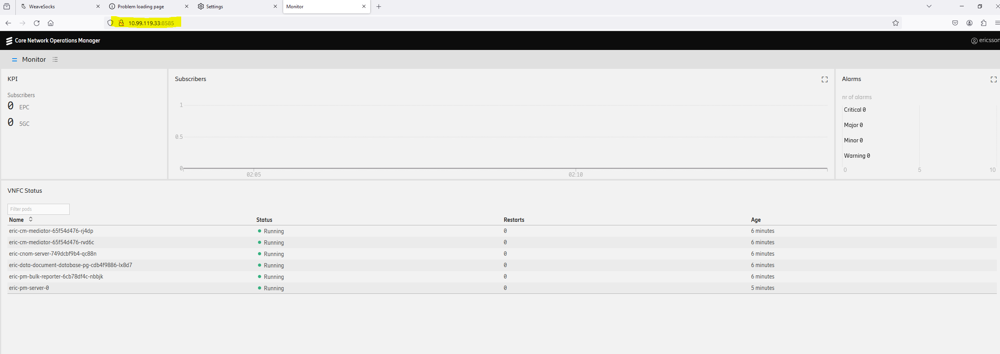 WeaveSocks
Problem loading page
Settings
Monitor
10.99.119.33:8585
Core Network Operations Manager
ericsson
Monitor
KPI
Subscribers
0 EPC
0 5GC
Subscribers
1
0.5
0
02:05 02:10
Alarms
nr of alarms
Critical 0
Major 0
Minor 0
Warning 0
0 5 10
VNFC Status
Filter pods
Name Status Restarts Age
eric-cm-mediator-65f54d476-rj4dp Running 0 6 minutes
eric-cm-mediator-65f54d476-rvd6c Running 0 6 minutes
eric-cnom-server-749dcbf9b4-qc88n Running 0 6 minutes
eric-data-document-database-pg-cdb4f9886-lx8d7 Running 0 6 minutes
eric-pm-bulk-reporter-6cb78df4c-nbbjk Running 0 6 minutes
eric-pm-server-0 Running 0 5 minutes